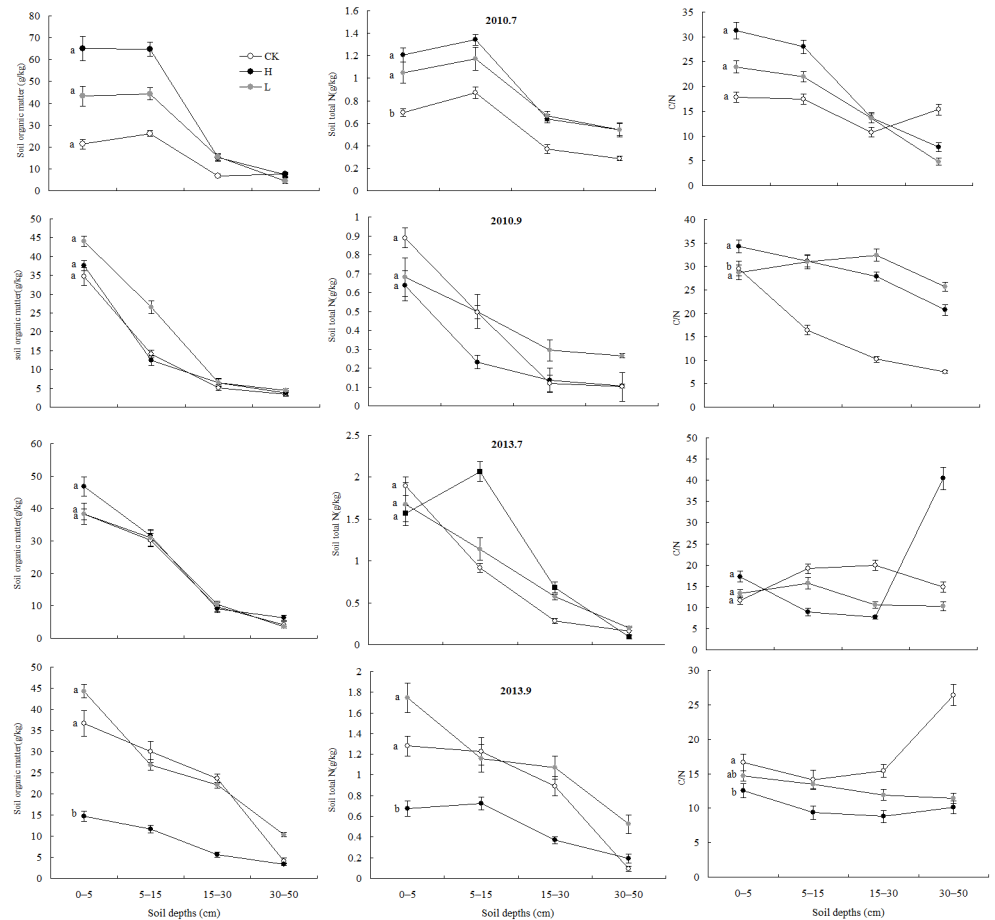 2010.7
Soil organic matter (g/kg)
80
70
60
50
40
30
20
10
0
a
a
a
CK
H
L
Soil total N(g/kg)
1.6
1.4
1.2
1
0.8
0.6
0.4
0.2
0
a
a
b
C/N
35
30
25
20
15
10
5
0
a
a
a
2010.9
soil organic matter(g/kg)
50
45
40
35
30
25
20
15
10
5
0
a
a
a
Soil total N(g/kg)
1
0.9
0.8
0.7
0.6
0.5
0.4
0.3
0.2
0.1
0
a
a
a
C/N
40
35
30
25
20
15
10
5
0
a
b
a
2013.7
Soil organic matter(g/kg)
60
50
40
30
20
10
0
a
a
a
Soil total N(g/kg)
2.5
2
1.5
1
0.5
0
a
a
a
C/N
50
45
40
35
30
25
20
15
10
5
0
a
a
a
2013.9
Soil organic matter(g/kg)
50
45
40
35
30
25
20
15
10
5
0
a
a
b
0–5
5–15
15–30
30–50
Soil depths (cm)
Soil total N(g/kg)
2
1.8
1.6
1.4
1.2
1
0.8
0.6
0.4
0.2
0
a
a
b
0–5
5–15
15–30
30–50
Soil depths (cm)
C/N
30
25
20
15
10
5
0
a
ab
b
0–5
5–15
15–30
30–50
Soil depths (cm)